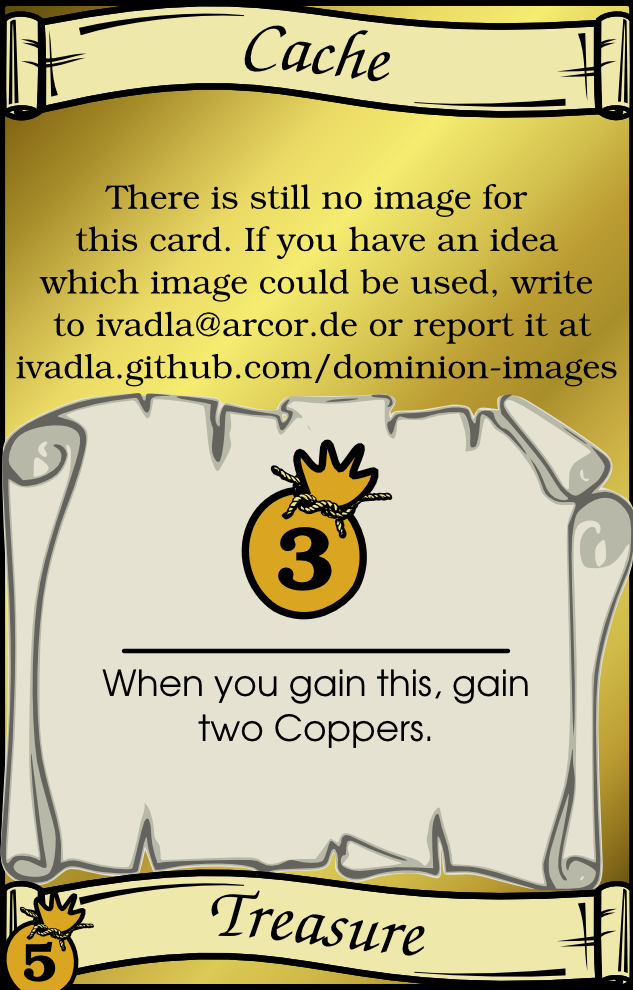 Cache
There is still no image for
this card. If you have an idea
which image could be used, write
to ivadla@arcor.de or report it at
ivadla.github.com/dominion-images
3
When you gain this, gain
two Coppers.
Treasure
5